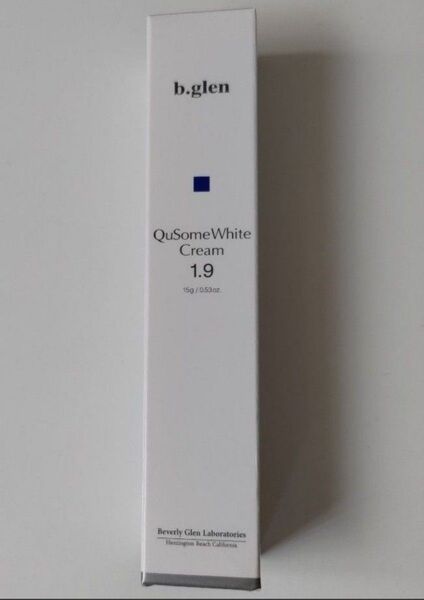 b.glen
QuSomeWhite
Cream
1.9
15g / 0.53oz.
Beverly Glen Laboratories
Huntington Beach California